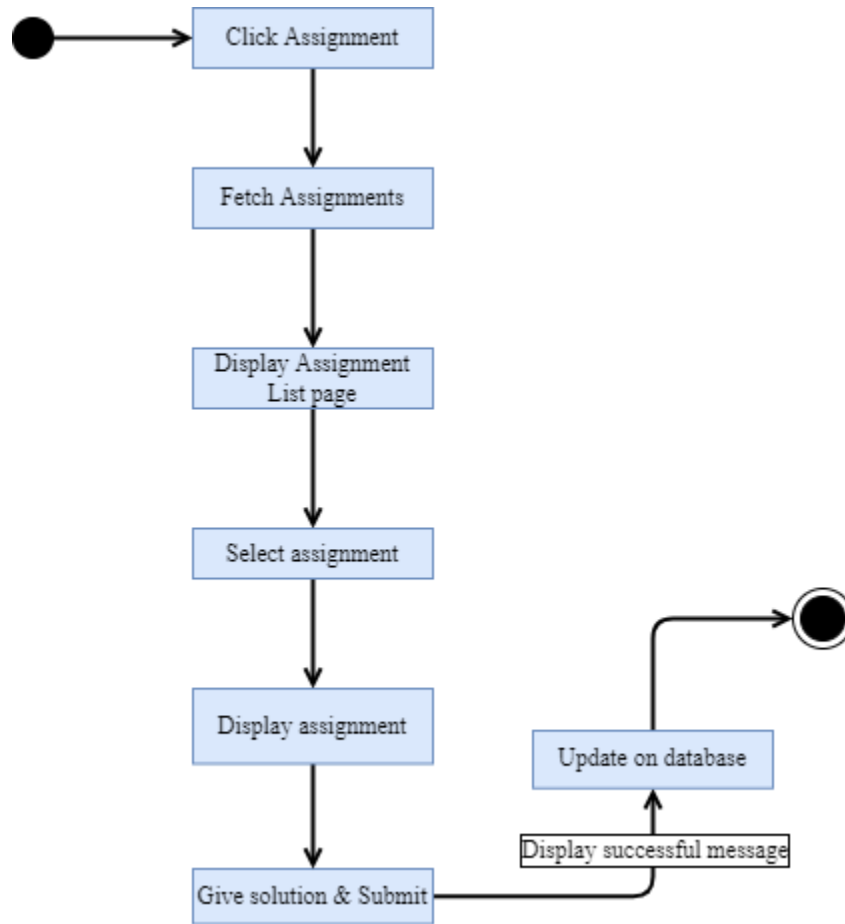 Click Assignment
Fetch Assignments
Display Assignment
List page
Select assignment
Display assignment
Give solution & Submit
Display successful message
Update on database